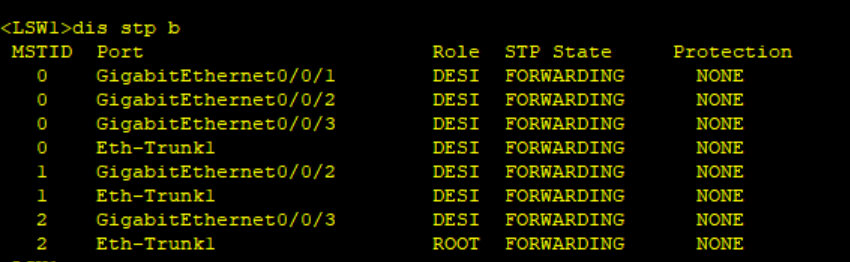 <LSW1>dis stp b
MSTID Port Role STP State Protection
0 GigabitEthernet0/0/1 DESI FORWARDING NONE
0 GigabitEthernet0/0/2 DESI FORWARDING NONE
0 GigabitEthernet0/0/3 DESI FORWARDING NONE
0 Eth-Trunk1 DESI FORWARDING NONE
1 GigabitEthernet0/0/2 DESI FORWARDING NONE
1 Eth-Trunk1 DESI FORWARDING NONE
2 GigabitEthernet0/0/3 DESI FORWARDING NONE
2 Eth-Trunk1 ROOT FORWARDING NONE